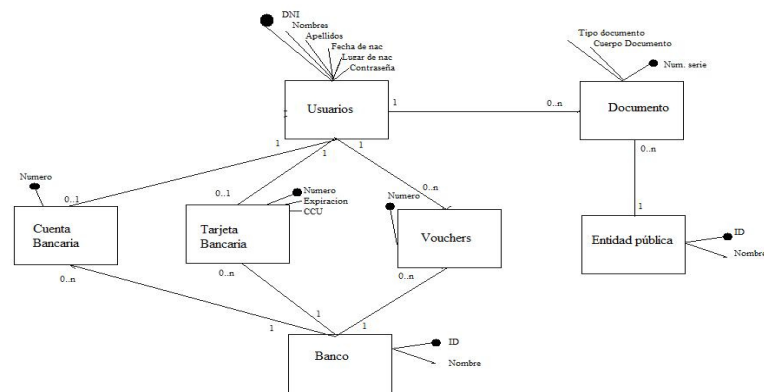 DNI
Nombres
Apellidos
Fecha de nac
Lugar de nac
Contraseña
Tipo documento
Cuerpo Documento
Num. serie
Usuarios
1
0..n
Documento
1
1
1
0..n
Numero
0..1
0..1
Numero
Expiracion
CCU
0..n
Numero
1
Cuenta
Bancaria
Tarjeta
Bancaria
Vouchers
Entidad pública
ID
Nombre
0..n
0..n
0..n
1
1
1
Banco
ID
Nombre